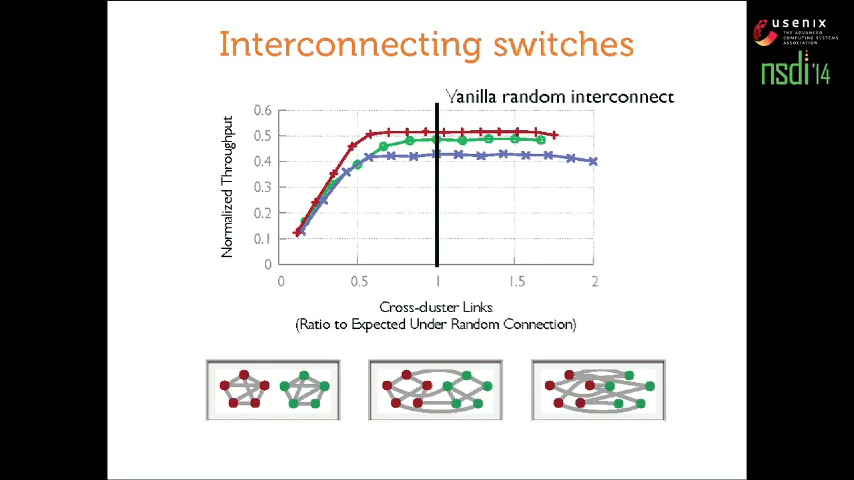 Interconnecting switches
usenix
THE ADVANCED
COMPUTING SYSTEMS
ASSOCIATION
nsdi '14
Vanilla random interconnect
Normalized Throughput
0.6
0.5
0.4
0.3
0.2
0.1
0
0
0.5
1
1.5
2
Cross-cluster Links
(Ratio to Expected Under Random Connection)